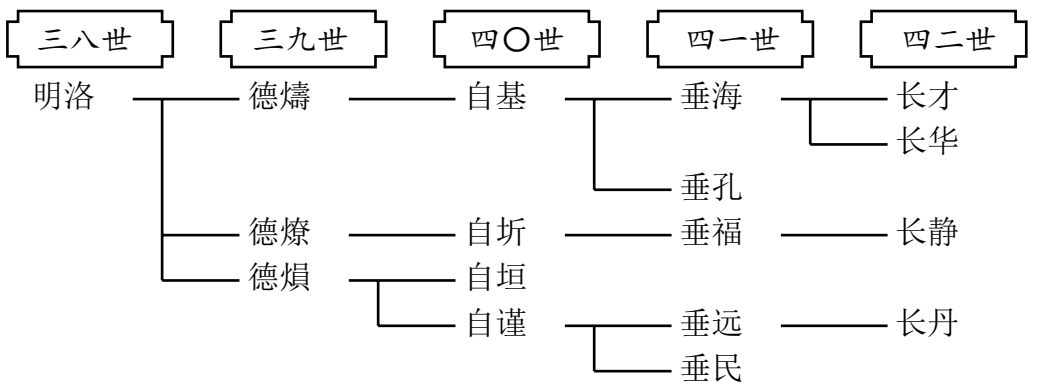 三八世 三九世 四〇世 四一世 四二世
明洛 德燽 自基 垂海 长才
长华
垂孔
德燎 自圻 垂福 长静
德熉 自垣
自谨 垂远 长丹
垂民